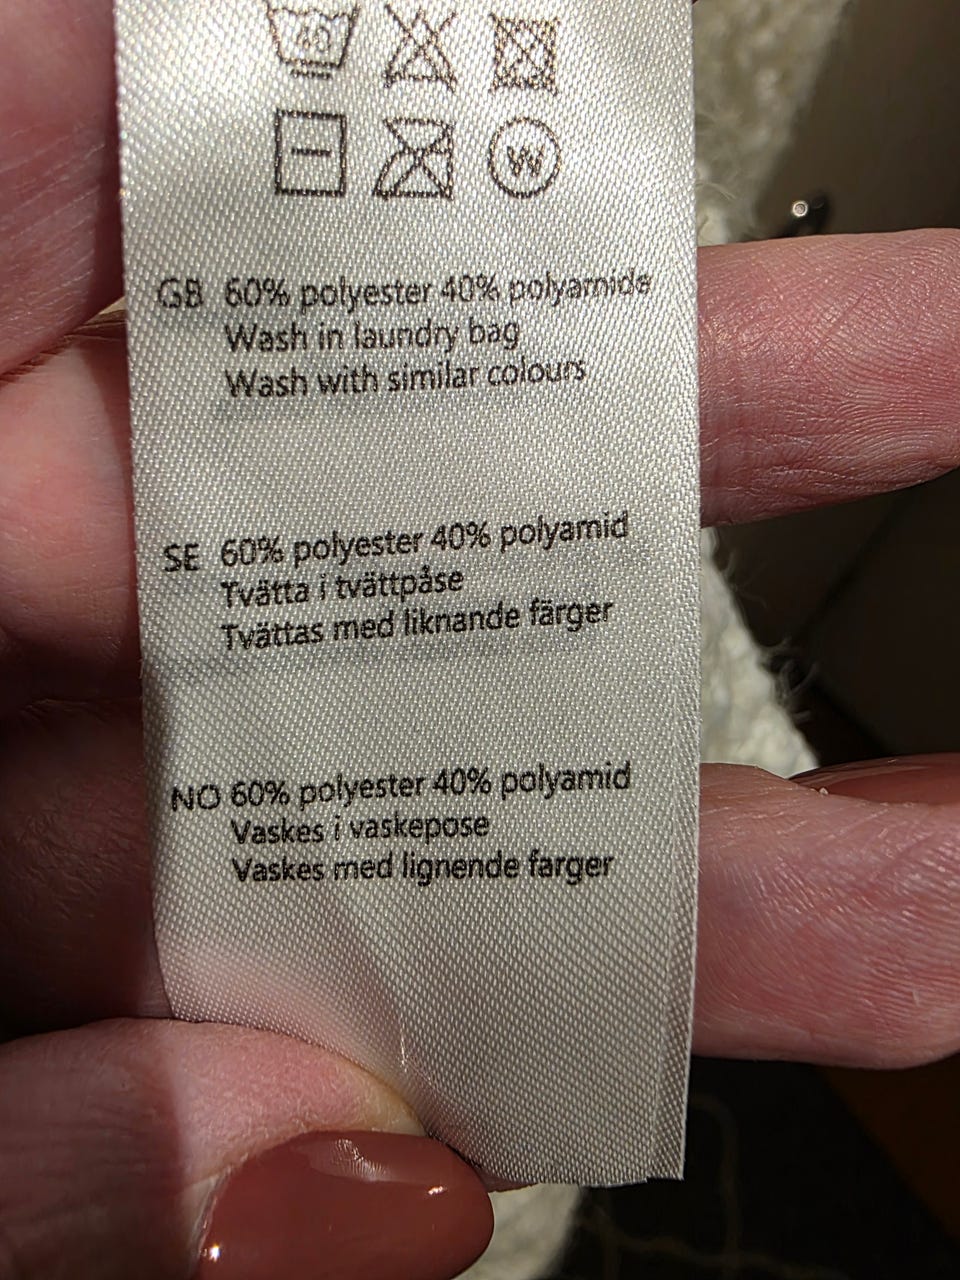 40
W
GB 60% polyester 40% polyamide
Wash in laundry bag
Wash with similar colours
SE 60% polyester 40% polyamid
Tvätta i tvättpåse
Tvättas med liknande färger
NO 60% polyester 40% polyamid
Vaskes i vaskepose
Vaskes med lignende farger